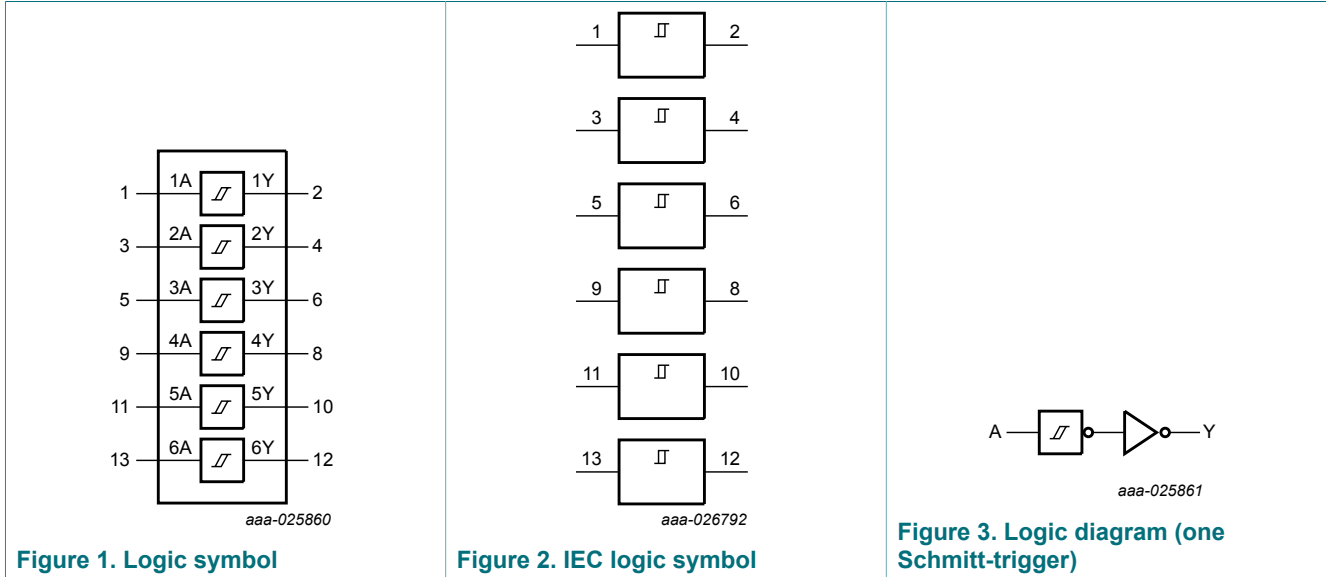 1 1A 1Y 2
3 2A 2Y 4
5 3A 3Y 6
9 4A 4Y 8
11 5A 5Y 10
13 6A 6Y 12
aaa-025860
Figure 1. Logic symbol
1 2
3 4
5 6
9 8
11 10
13 12
aaa-026792
Figure 2. IEC logic symbol
A Y
aaa-025861
Figure 3. Logic diagram (one
Schmitt-trigger)